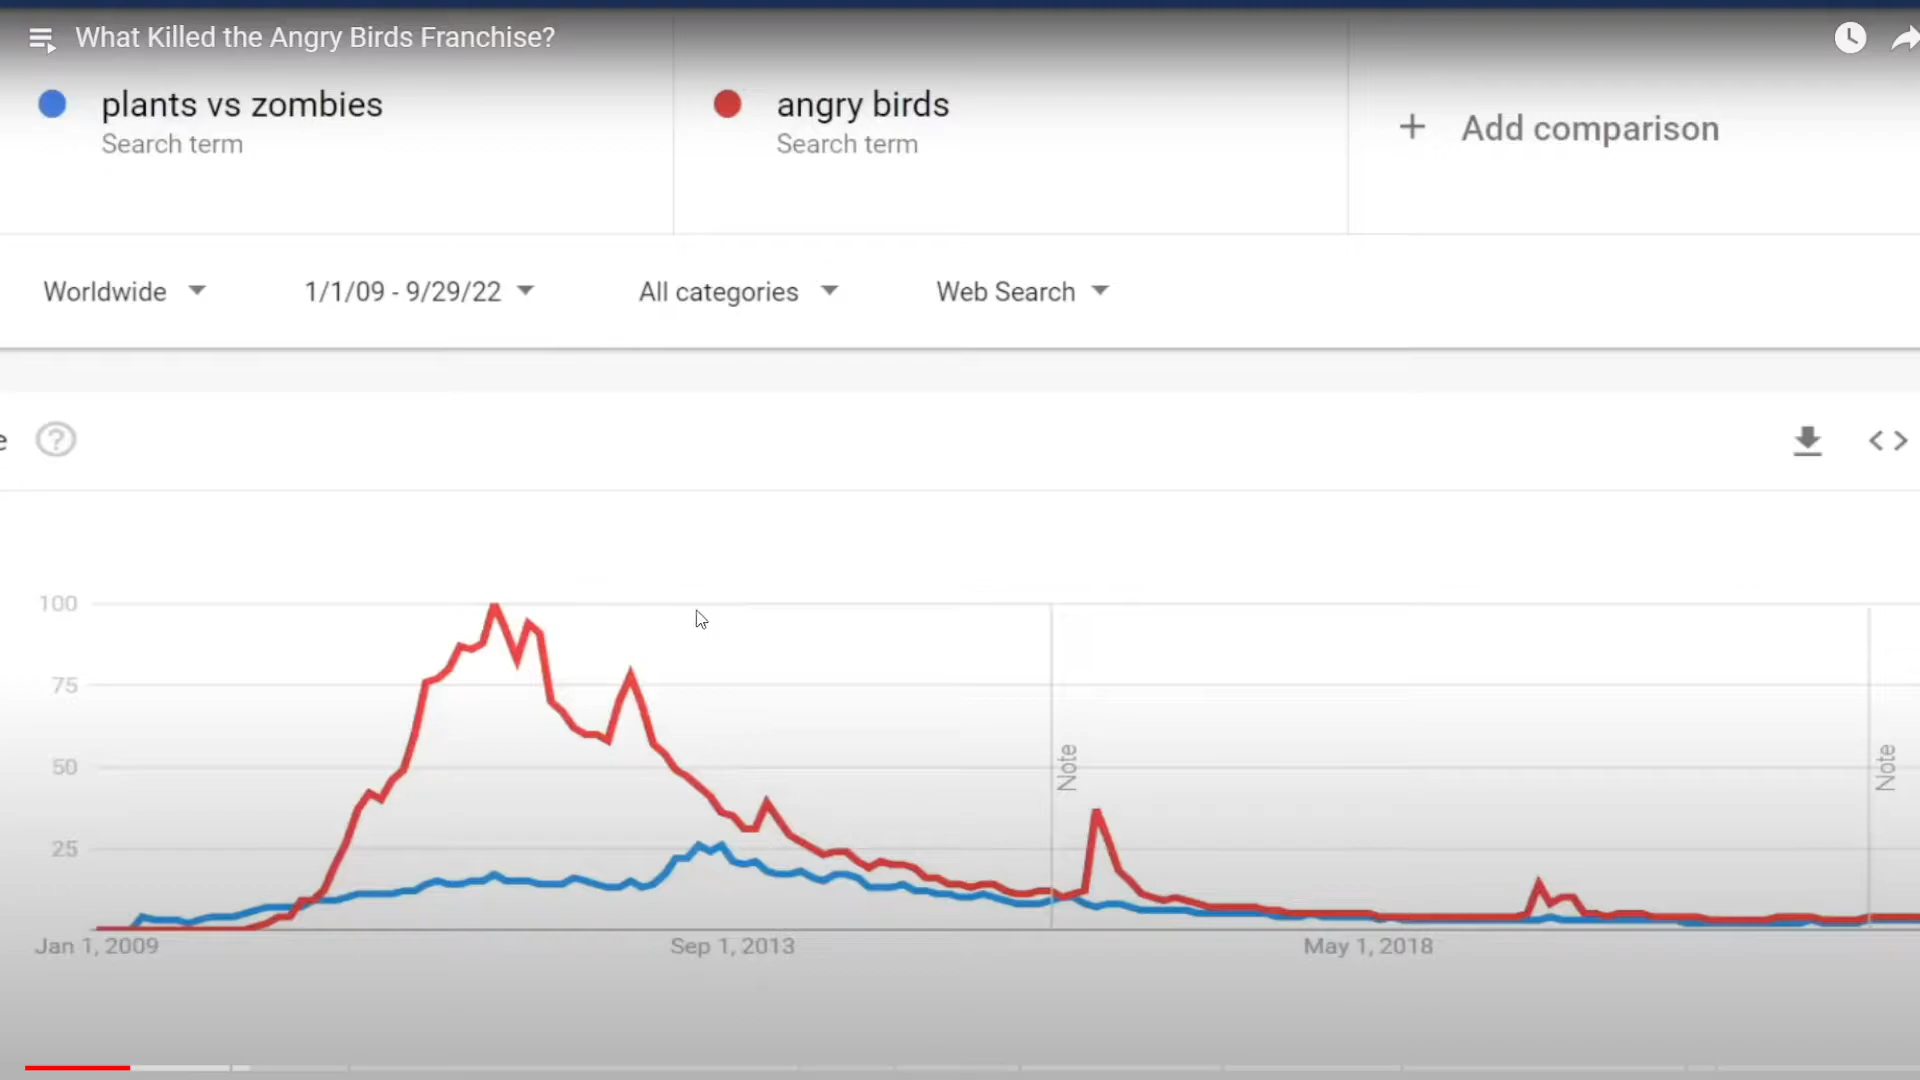 What Killed the Angry Birds Franchise?
plants vs zombies
Search term
angry birds
Search term
+ Add comparison
Worldwide
1/1/09 - 9/29/22
All categories
Web Search
e
?
100
75
50
25
Note
Note
Jan 1, 2009
Sep 1, 2013
May 1, 2018